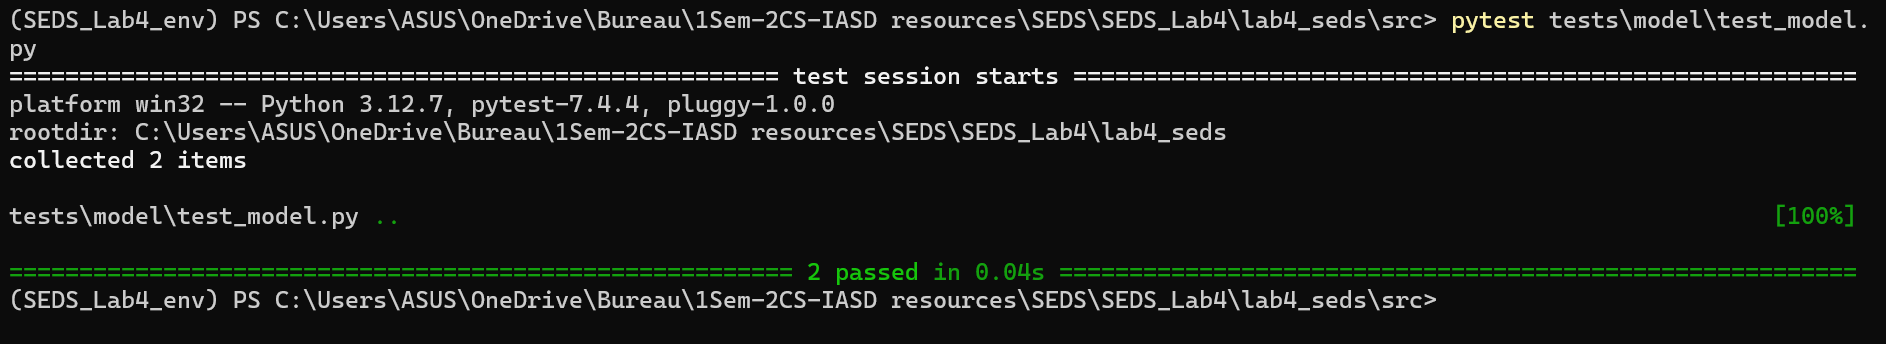 (SEDS_Lab4_env) PS C:\Users\ASUS\OneDrive\Bureau\1Sem-2CS-IASD resources\SEDS\SEDS_Lab4\lab4_seds\src> pytest tests\model\test_model.
py
======================================================= test session starts ========================================================
platform win32 -- Python 3.12.7, pytest-7.4.4, pluggy-1.0.0
rootdir: C:\Users\ASUS\OneDrive\Bureau\1Sem-2CS-IASD resources\SEDS\SEDS_Lab4\lab4_seds
collected 2 items
tests\model\test_model.py .. [100%]
======================================================== 2 passed in 0.04s =========================================================
(SEDS_Lab4_env) PS C:\Users\ASUS\OneDrive\Bureau\1Sem-2CS-IASD resources\SEDS\SEDS_Lab4\lab4_seds\src>